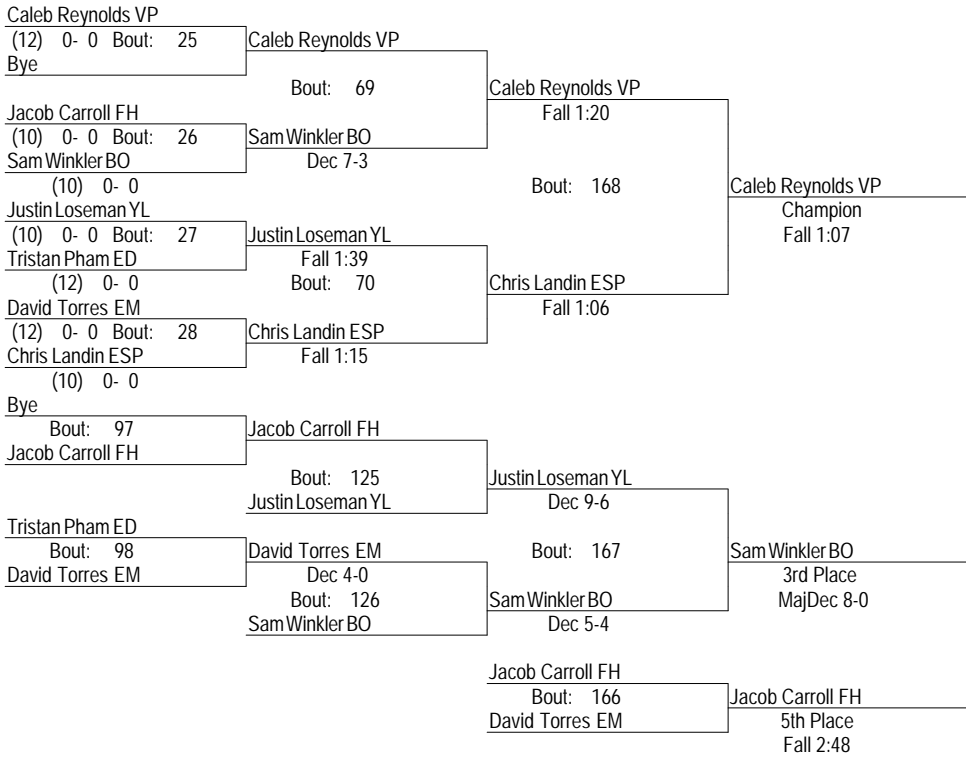 Caleb Reynolds VP
(12) 0- 0 Bout: 25 Caleb Reynolds VP
Bye
Bout: 69 Caleb Reynolds VP
Jacob Carroll FH Fall 1:20
(10) 0- 0 Bout: 26 Sam Winkler BO
Sam Winkler BO Dec 7-3
(10) 0- 0 Bout: 168 Caleb Reynolds VP
Justin Loseman YL Champion
(10) 0- 0 Bout: 27 Justin Loseman YL Fall 1:07
Tristan Pham ED Fall 1:39
(12) 0- 0 Bout: 70 Chris Landin ESP
David Torres EM Fall 1:06
(12) 0- 0 Bout: 28 Chris Landin ESP
Chris Landin ESP Fall 1:15
(10) 0- 0
Bye
Bout: 97 Jacob Carroll FH
Jacob Carroll FH
Bout: 125 Justin Loseman YL
Justin Loseman YL Dec 9-6
Tristan Pham ED
Bout: 98 David Torres EM Bout: 167 Sam Winkler BO
David Torres EM Dec 4-0 3rd Place
Bout: 126 Sam Winkler BO MajDec 8-0
Sam Winkler BO Dec 5-4
Jacob Carroll FH
Bout: 166 Jacob Carroll FH
David Torres EM 5th Place
Fall 2:48